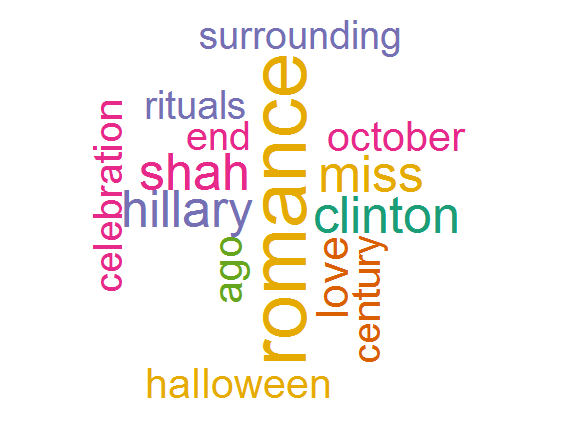 surrounding
romance
rituals
celebration
end
october
shah
miss
hillary
clinton
ago
love
century
halloween